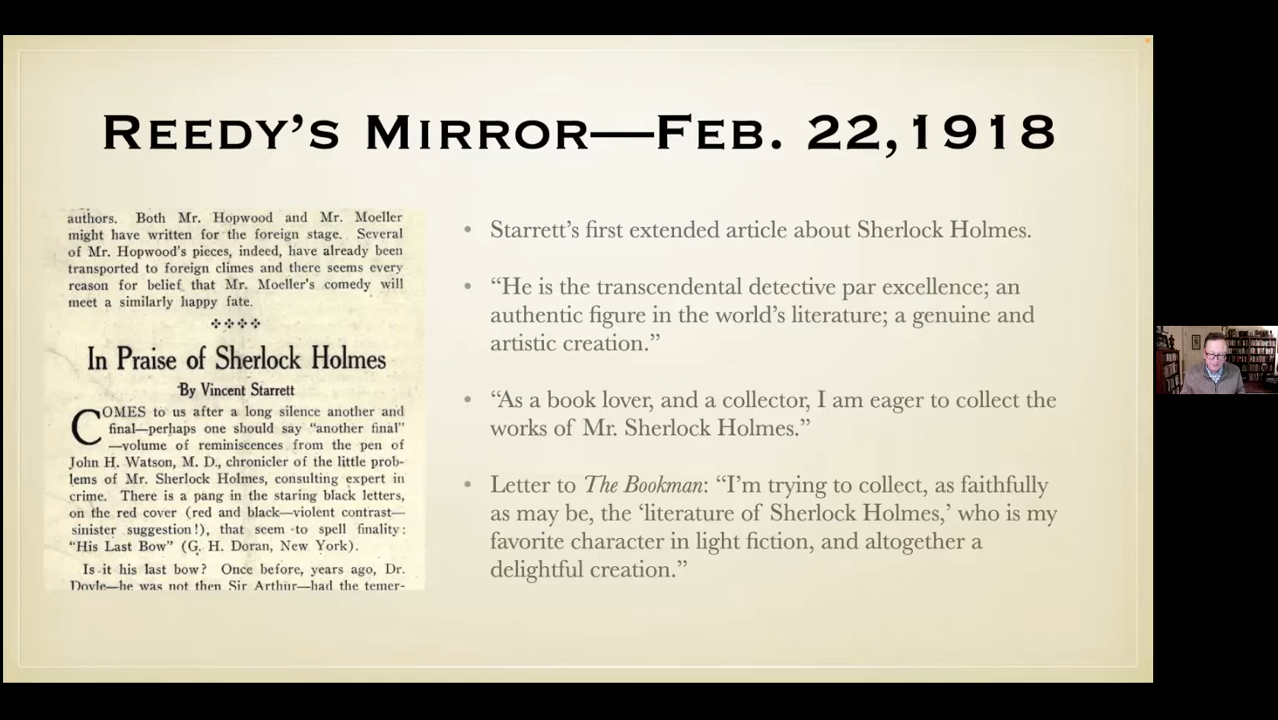 REEDY'S MIRROR—FEB. 22,1918
authors. Both Mr. Hopwood and Mr. Moeller
might have written for the foreign stage. Several
of Mr. Hopwood's pieces, indeed, have already been
transported to foreign climes and there seems every
reason for belief that Mr. Moeller's comedy will
meet a similarly happy fate.
In Praise of Sherlock Holmes
By Vincent Starrett
COMES to us after a long silence another and
final—perhaps one should say "another final"
—volume of reminiscences from the pen of
John H. Watson, M. D., chronicler of the little prob-
lems of Mr. Sherlock Holmes, consulting expert in
crime. There is a pang in the staring black letters,
on the red cover (red and black—violent contrast—
sinister suggestion!), that seem to spell finality:
"His Last Bow" (G. H. Doran, New York).
Is it his last bow? Once before, years ago, Dr.
Doyle—he was not then Sir Arthur—had the temer-
• Starrett's first extended article about Sherlock Holmes.
• "He is the transcendental detective par excellence; an
authentic figure in the world's literature; a genuine and
artistic creation."
• "As a book lover, and a collector, I am eager to collect the
works of Mr. Sherlock Holmes."
• Letter to The Bookman: "I'm trying to collect, as faithfully
as may be, the 'literature of Sherlock Holmes,' who is my
favorite character in light fiction, and altogether a
delightful creation."